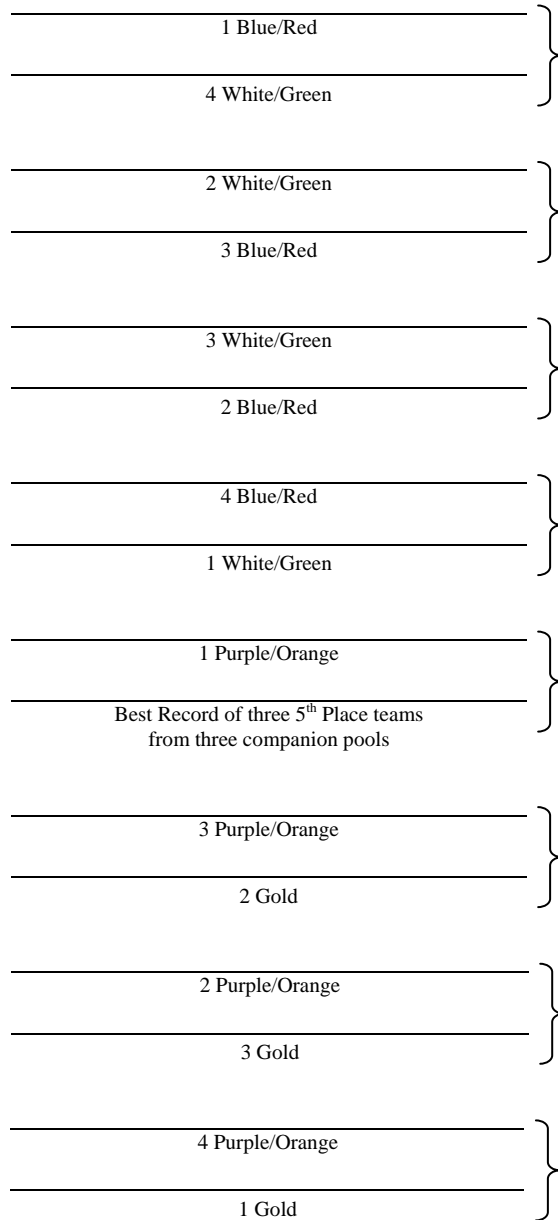 1 Blue/Red
4 White/Green
2 White/Green
3 Blue/Red
3 White/Green
2 Blue/Red
4 Blue/Red
1 White/Green
1 Purple/Orange
Best Record of three 5th Place teams
from three companion pools
3 Purple/Orange
2 Gold
2 Purple/Orange
3 Gold
4 Purple/Orange
1 Gold